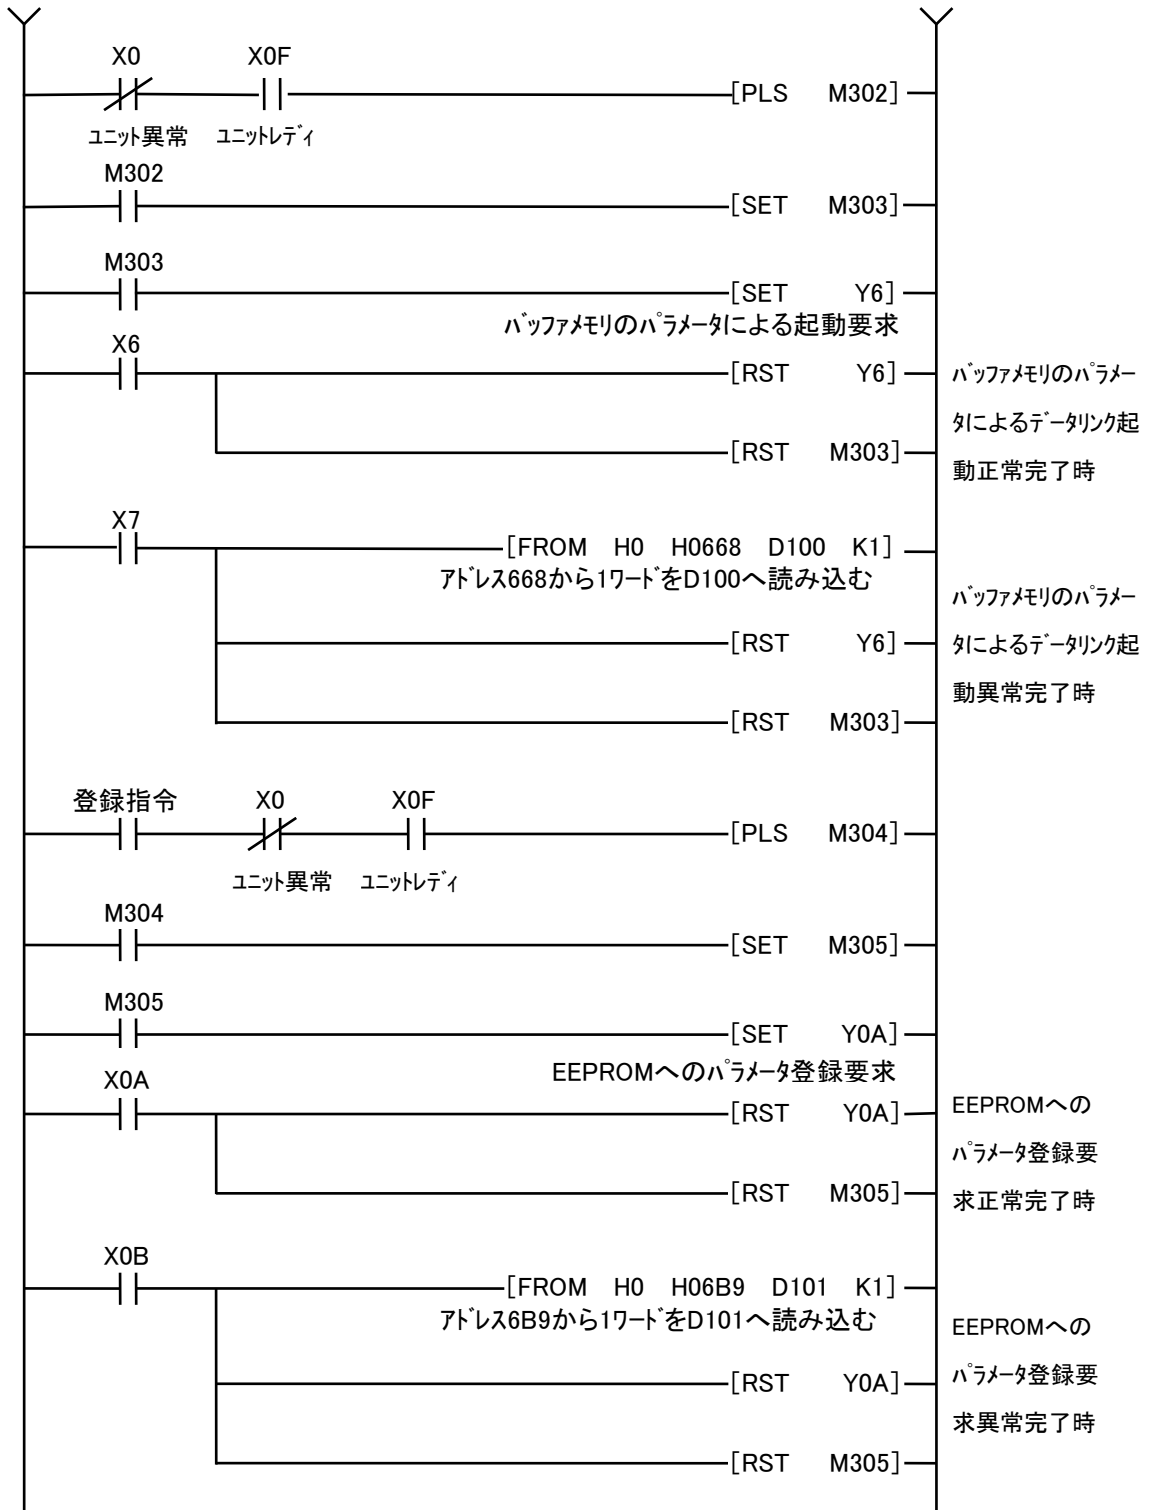 X0 X0F
[PLS M302]
ﾕﾆｯﾄ異常 ﾕﾆｯﾄﾚﾃﾞｨ
M302
[SET M303]
M303
[SET Y6]
ﾊﾞｯﾌｧﾒﾓﾘのﾊﾟﾗﾒｰﾀによる起動要求
X6
[RST Y6]
[RST M303]
ﾊﾞｯﾌｧﾒﾓﾘのﾊﾟﾗﾒｰ
ﾀによるﾃﾞｰﾀﾘﾝｸ起
動正常完了時
X7
[FROM H0 H0668 D100 K1]
ｱﾄﾞﾚｽ668から1ﾜｰﾄﾞをD100へ読み込む
[RST Y6]
[RST M303]
ﾊﾞｯﾌｧﾒﾓﾘのﾊﾟﾗﾒｰ
ﾀによるﾃﾞｰﾀﾘﾝｸ起
動異常完了時
登録指令 X0 X0F
[PLS M304]
ﾕﾆｯﾄ異常 ﾕﾆｯﾄﾚﾃﾞｨ
M304
[SET M305]
M305
[SET Y0A]
EEPROMへのﾊﾟﾗﾒｰﾀ登録要求
X0A
[RST Y0A]
[RST M305]
EEPROMへの
ﾊﾟﾗﾒｰﾀ登録要
求正常完了時
X0B
[FROM H0 H06B9 D101 K1]
ｱﾄﾞﾚｽ6B9から1ﾜｰﾄﾞをD101へ読み込む
[RST Y0A]
[RST M305]
EEPROMへの
ﾊﾟﾗﾒｰﾀ登録要
求異常完了時